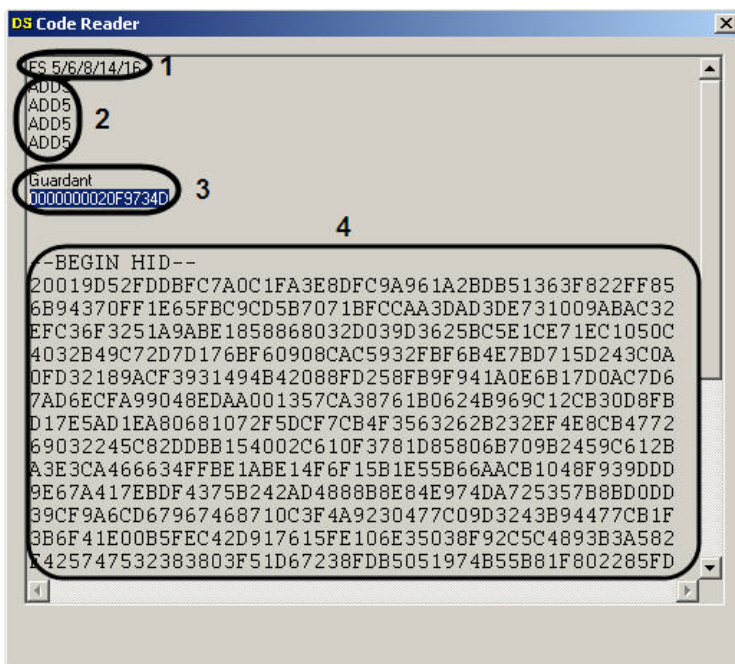 DS Code Reader
FS 5/6/8/14/16
1
ADD5
ADD5
ADD5
ADD5
2
Guardant
0000000020F9734D
3
4
--BEGIN HID--
20019D52FDDBFC7A0C1FA3E8DFC9A961A2BDB51363F822FF85
6B94370FF1E65FBC9CD5B7071BFCCAA3DAD3DE731009ABAC32
EFC36F3251A9ABE1858868032D039D3625BC5E1CE71EC1050C
4032B49C72D7D176BF60908CAC5932FBF6B4E7BD715D243C0A
0FD32189ACF3931494B42088FD258FB9F941A0E6B17D0AC7D6
7AD6ECFA99048EDAA001357CA38761B0624B969C12CB30D8FB
D17E5AD1EA80681072F5DCF7CB4F3563262B232EF4E8CB4772
69032245C82DDBB154002C610F3781D85806B709B2459C612B
A3E3CA466634FFBE1ABE14F6F15B1E55B66AACB1048F939DDD
9E67A417EBDF4375B242AD4888B8E84E974DA725357B8BD0DD
39CF9A6CD67967468710C3F4A9230477C09D3243B94477CB1F
3B6F41E00B5FEC42D917615FE106E35038F92C5C4893B3A582
E425747532383803F51D67238FDB5051974B55B81F802285FD